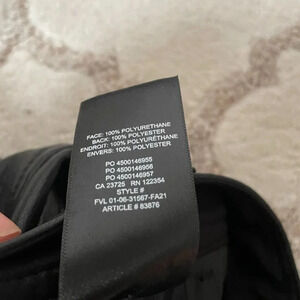 FACE: 100% POLYURETHANE
BACK: 100% POLYESTER
ENDROIT: 100% POLYURÉTHANE
ENVERS: 100% POLYESTER
PO 4500146955
PO 4500146956
PO 4500146957
CA 23725 RN 122354
STYLE #
FVL 01-06-31567-FA21
ARTICLE # 83876